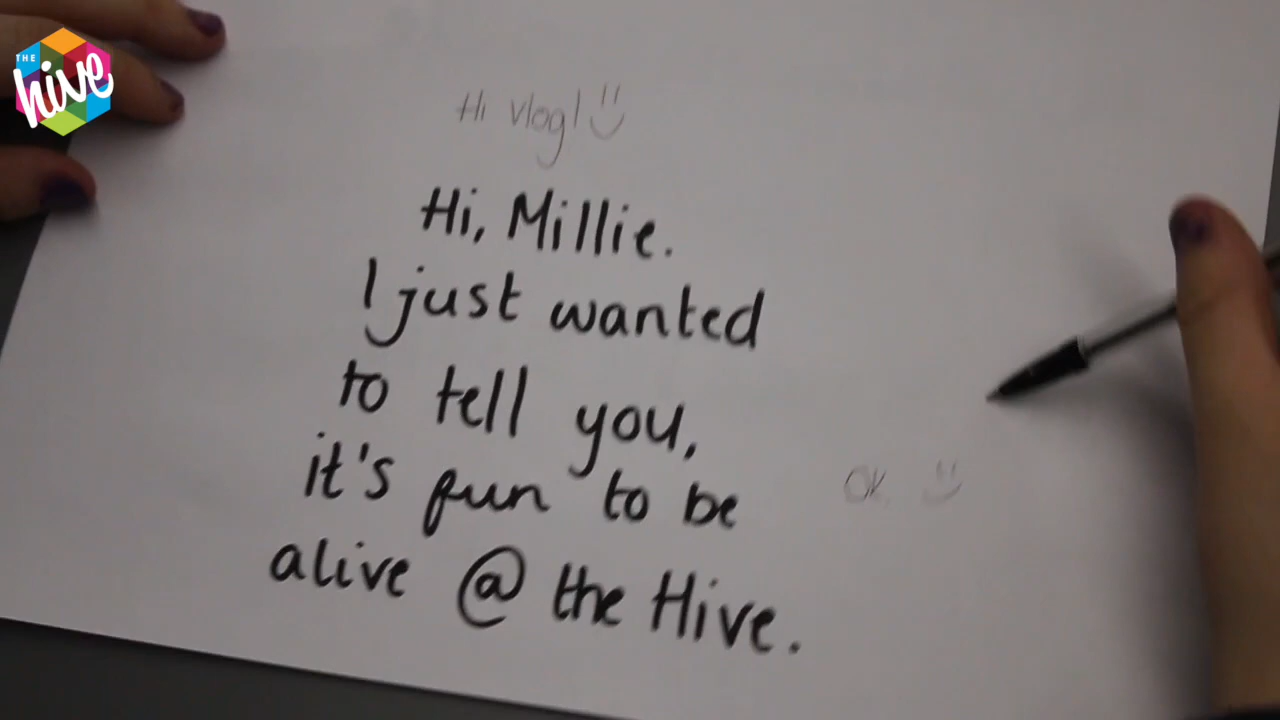 THE
hive
Hi vlog! :)
Hi, Millie.
I just wanted
to tell you,
it's fun to be
alive @ the Hive.
OK :)